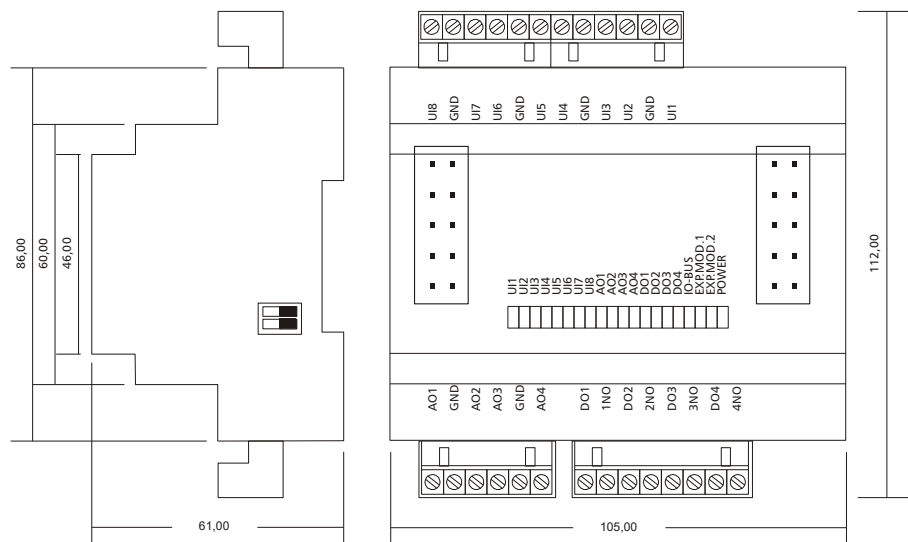 UI8
GND
UI7
UI6
GND
UI5
UI4
GND
UI3
UI2
GND
UI1
86,00
60,00
46,00
112,00
UI1
UI2
UI3
UI4
UI5
UI6
UI7
UI8
AO1
AO2
AO3
AO4
DO1
DO2
DO3
DO4
IO-BUS
EXP.MOD.1
EXP.MOD.2
POWER
AO1
GND
AO2
AO3
GND
AO4
DO1
1NO
DO2
2NO
DO3
3NO
DO4
4NO
61,00
105,00